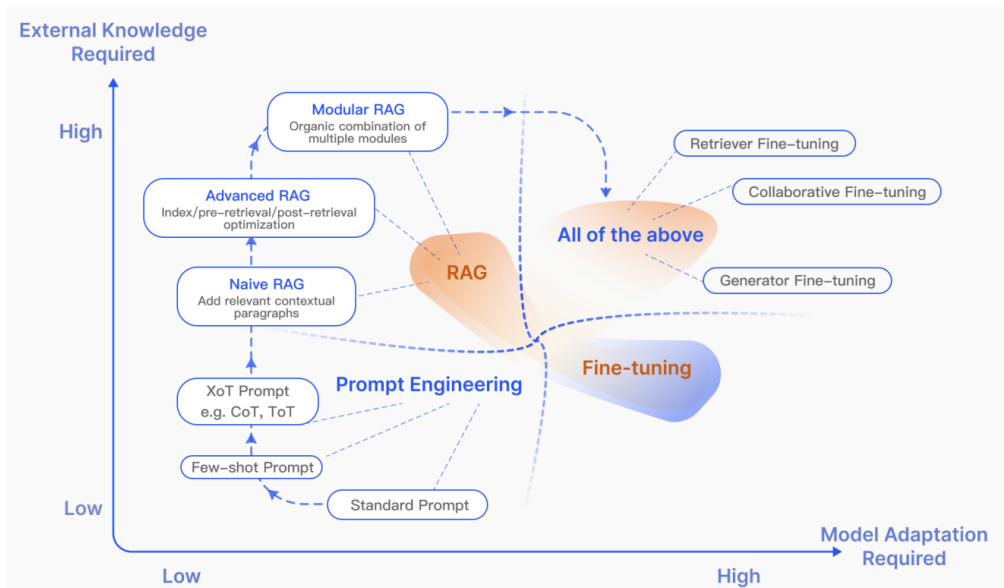 External Knowledge
Required
High
Modular RAG
Organic combination of
multiple modules
Retriever Fine-tuning
Advanced RAG
Index/pre-retrieval/post-retrieval
optimization
Collaborative Fine-tuning
All of the above
RAG
Naive RAG
Add relevant contextual
paragraphs
Generator Fine-tuning
Fine-tuning
Prompt Engineering
XoT Prompt
e.g. CoT, ToT
Few-shot Prompt
Standard Prompt
Low
Model Adaptation
Required
Low
High